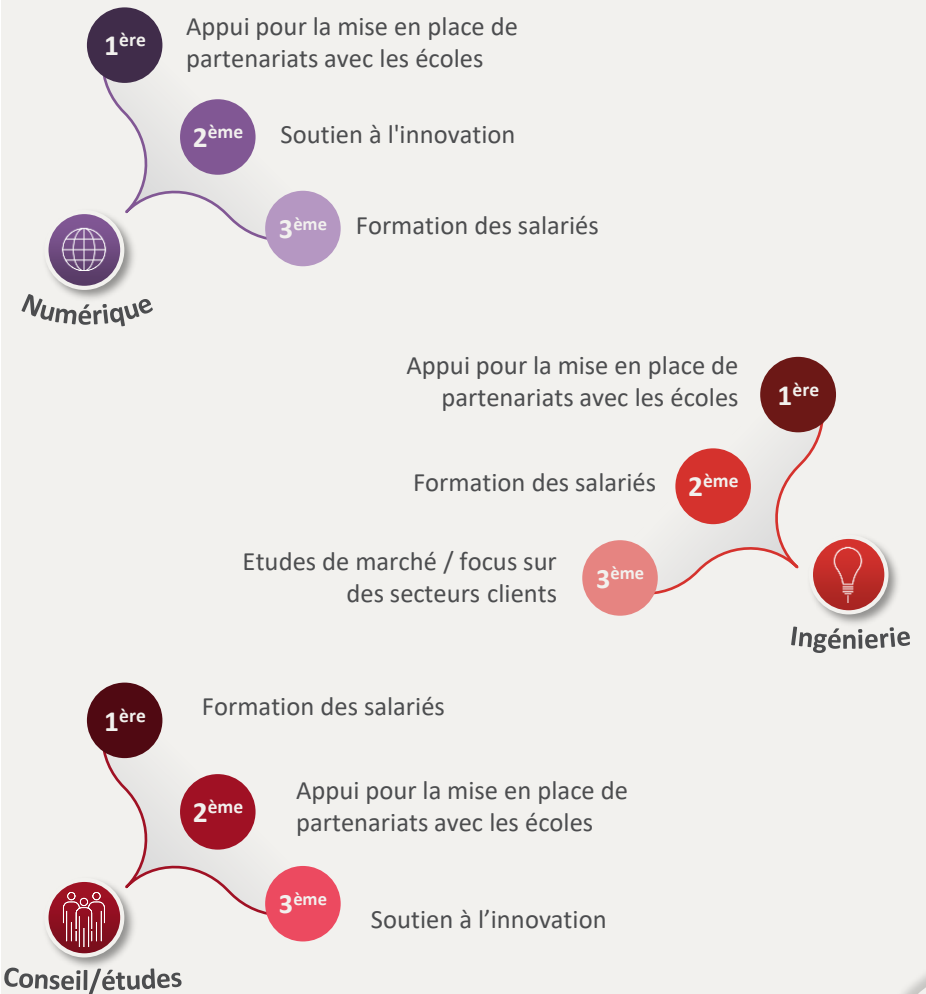 1ère
Appui pour la mise en place de
partenariats avec les écoles
2ème
Soutien à l'innovation
3ème
Formation des salariés
Numérique
Appui pour la mise en place de
partenariats avec les écoles
1ère
Formation des salariés
2ème
Etudes de marché / focus sur
des secteurs clients
3ème
Ingénierie
1ère
Formation des salariés
2ème
Appui pour la mise en place de
partenariats avec les écoles
3ème
Soutien à l’innovation
Conseil/études